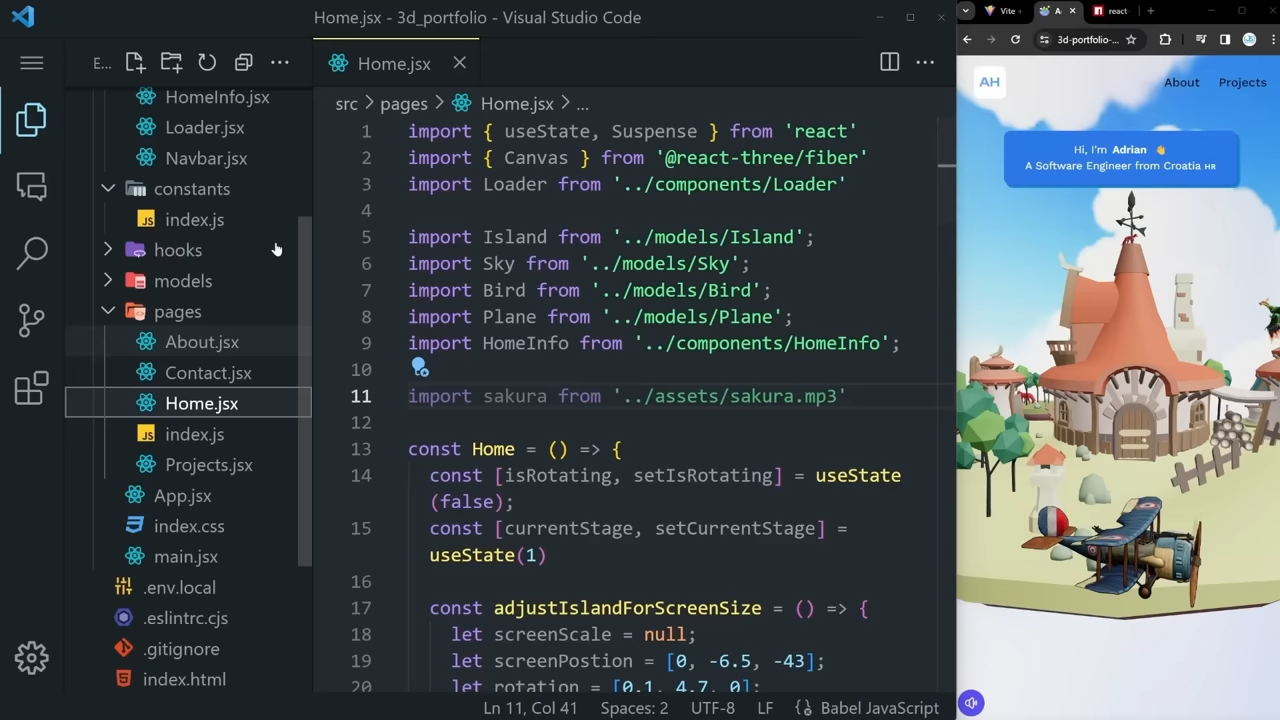 Home.jsx - 3d_portfolio - Visual Studio Code
E...
HomeInfo.jsx
Loader.jsx
Navbar.jsx
constants
index.js
hooks
models
pages
About.jsx
Contact.jsx
Home.jsx
index.js
Projects.jsx
App.jsx
index.css
main.jsx
.env.local
.eslintrc.cjs
.gitignore
index.html
Home.jsx
src > pages > Home.jsx > ...
1 import { useState, Suspense } from 'react'
2 import { Canvas } from '@react-three/fiber'
3 import Loader from '../components/Loader'
4
5 import Island from '../models/Island';
6 import Sky from '../models/Sky';
7 import Bird from '../models/Bird';
8 import Plane from '../models/Plane';
9 import HomeInfo from '../components/HomeInfo';
10
11 import sakura from '../assets/sakura.mp3'
12
13 const Home = () => {
14 const [isRotating, setIsRotating] = useState
(false);
15 const [currentStage, setCurrentStage] =
useState(1)
16
17 const adjustIslandForScreenSize = () => {
18 let screenScale = null;
19 let screenPostion = [0, -6.5, -43];
20 let rotation = [0.1, 4.7, 0];
Ln 11, Col 41 Spaces: 2 UTF-8 LF Babel JavaScript
Vite
react
3d-portfolio-...
AH
About Projects
Hi, I'm Adrian 👋
A Software Engineer from Croatia HR